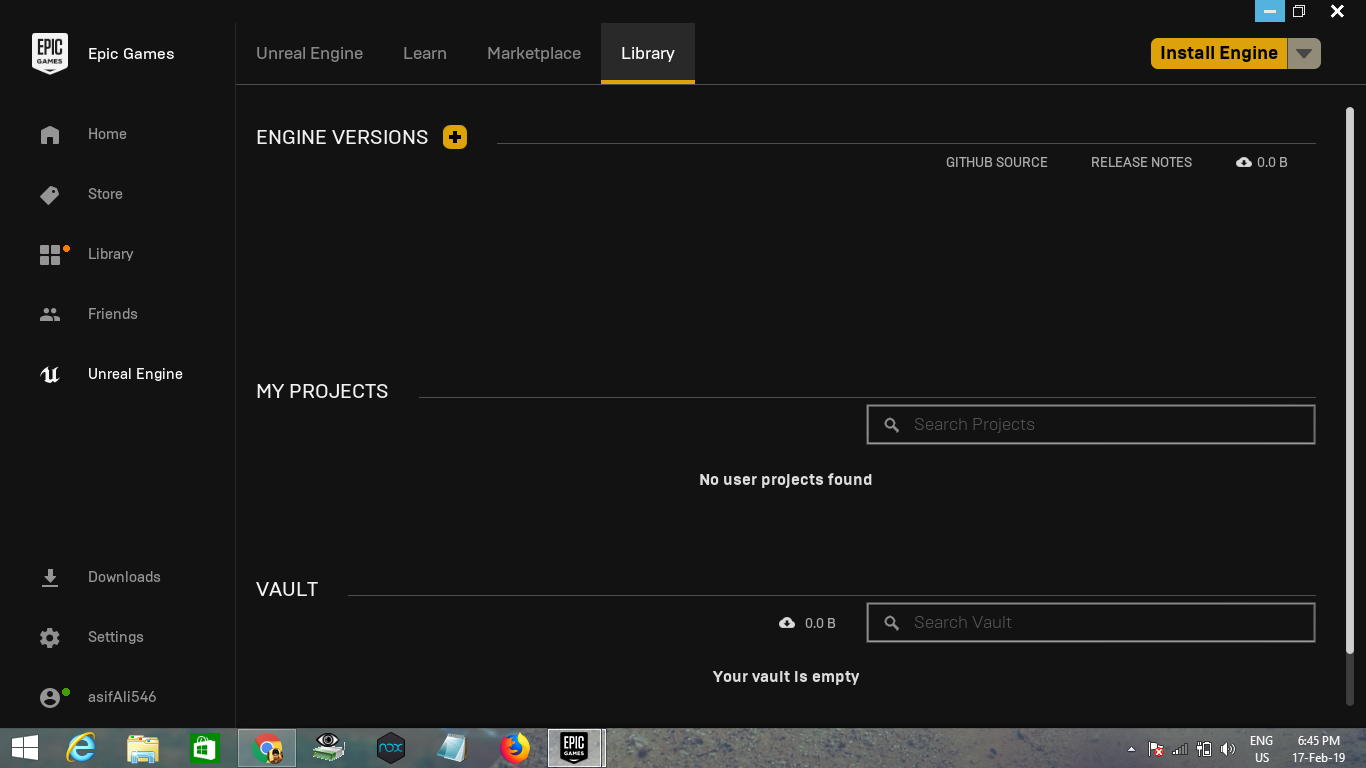 EPIC GAMES
Epic Games
Unreal Engine
Learn
Marketplace
Library
Install Engine
Home
Store
Library
Friends
Unreal Engine
Downloads
Settings
asifAli546
ENGINE VERSIONS
GITHUB SOURCE
RELEASE NOTES
0.0 B
MY PROJECTS
Search Projects
No user projects found
VAULT
0.0 B
Search Vault
Your vault is empty
nox
EPIC GAMES
ENG
US
6:45 PM
17-Feb-19